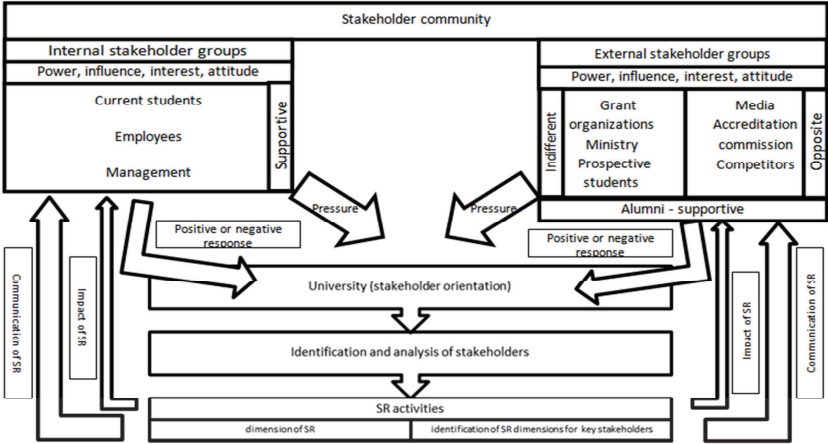 Stakeholder community
Internal stakeholder groups
External stakeholder groups
Power, influence, interest, attitude
Power, influence, interest, attitude
Current students
Employees
Management
Supportive
Indifferent
Grant
organizations
Ministry
Prospective
students
Media
Accreditation
commission
Competitors
Opposite
Alumni - supportive
Pressure
Pressure
Positive or negative
response
Positive or negative
response
Communication of SR
Impact of SR
Impact of SR
Communication of SR
University (stakeholder orientation)
Identification and analysis of stakeholders
SR activities
dimension of SR
identification of SR dimensions for key stakeholders